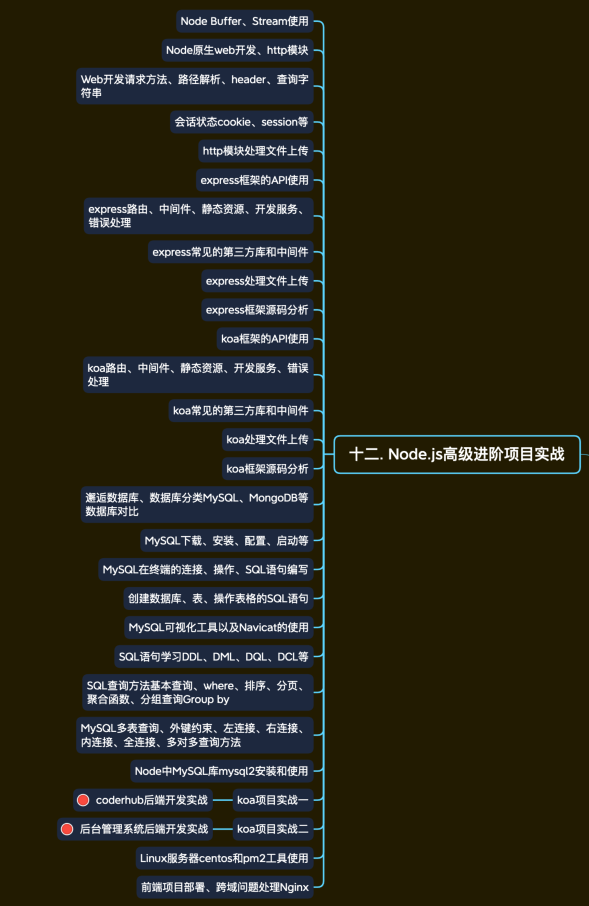 Node Buffer、Stream使用
Node原生web开发、http模块
Web开发请求方法、路径解析、header、查询字
符串
会话状态cookie、session等
http模块处理文件上传
express框架的API使用
express路由、中间件、静态资源、开发服务、
错误处理
express常见的第三方库和中间件
express处理文件上传
express框架源码分析
koa框架的API使用
koa路由、中间件、静态资源、开发服务、错误
处理
koa常见的第三方库和中间件
koa处理文件上传
koa框架源码分析
十二. Node.js高级进阶项目实战
邂逅数据库、数据库分类MySQL、MongoDB等
数据库对比
MySQL下载、安装、配置、启动等
MySQL在终端的连接、操作、SQL语句编写
创建数据库、表、操作表格的SQL语句
MySQL可视化工具以及Navicat的使用
SQL语句学习DDL、DML、DQL、DCL等
SQL查询方法基本查询、where、排序、分页、
聚合函数、分组查询Group by
MySQL多表查询、外键约束、左连接、右连接、
内连接、全连接、多对多查询方法
Node中MySQL库mysql2安装和使用
coderhub后端开发实战
koa项目实战一
后台管理系统后端开发实战
koa项目实战二
Linux服务器centos和pm2工具使用
前端项目部署、跨域问题处理Nginx